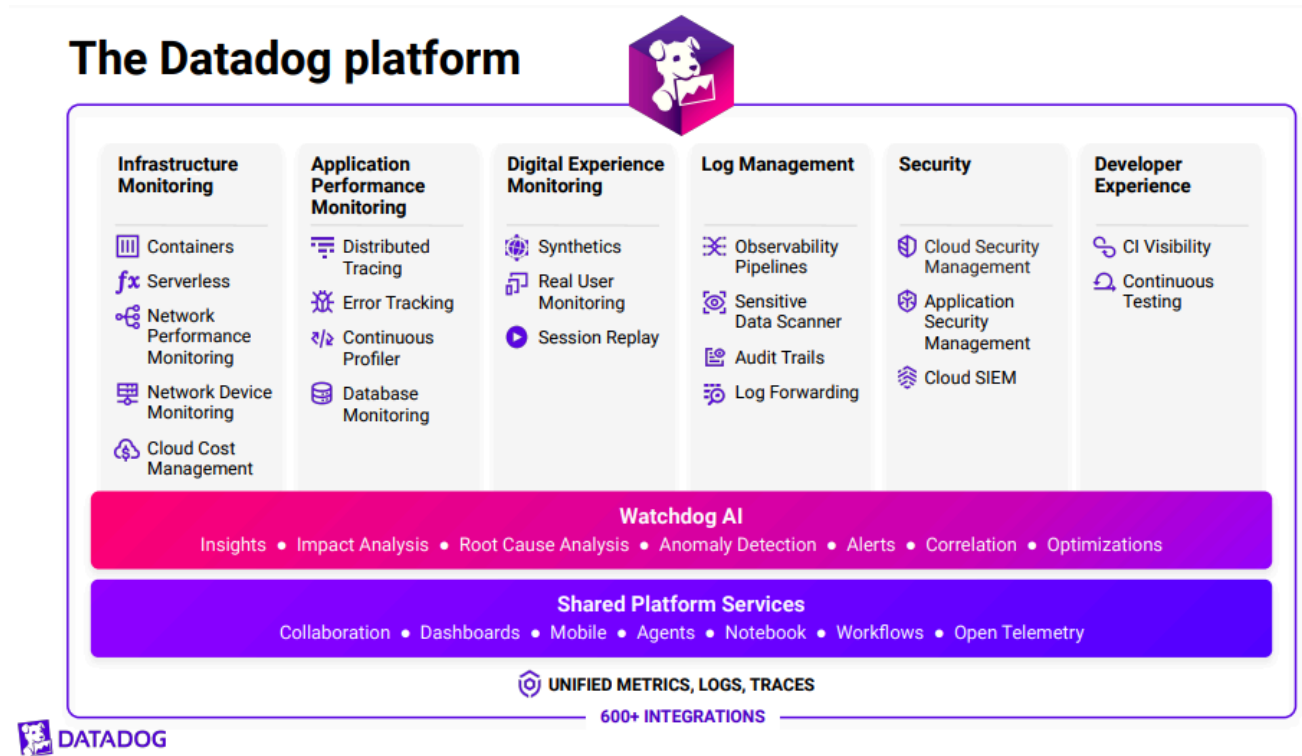 The Datadog platform
Infrastructure
Monitoring
Containers
Serverless
Network
Performance
Monitoring
Network Device
Monitoring
Cloud Cost
Management
Application
Performance
Monitoring
Distributed
Tracing
Error Tracking
Continuous
Profiler
Database
Monitoring
Digital Experience
Monitoring
Synthetics
Real User
Monitoring
Session Replay
Log Management
Observability
Pipelines
Sensitive
Data Scanner
Audit Trails
Log Forwarding
Security
Cloud Security
Management
Application
Security
Management
Cloud SIEM
Developer
Experience
CI Visibility
Continuous
Testing
Watchdog AI
Insights ● Impact Analysis ● Root Cause Analysis ● Anomaly Detection ● Alerts ● Correlation ● Optimizations
Shared Platform Services
Collaboration ● Dashboards ● Mobile ● Agents ● Notebook ● Workflows ● Open Telemetry
UNIFIED METRICS, LOGS, TRACES
600+ INTEGRATIONS
DATADOG